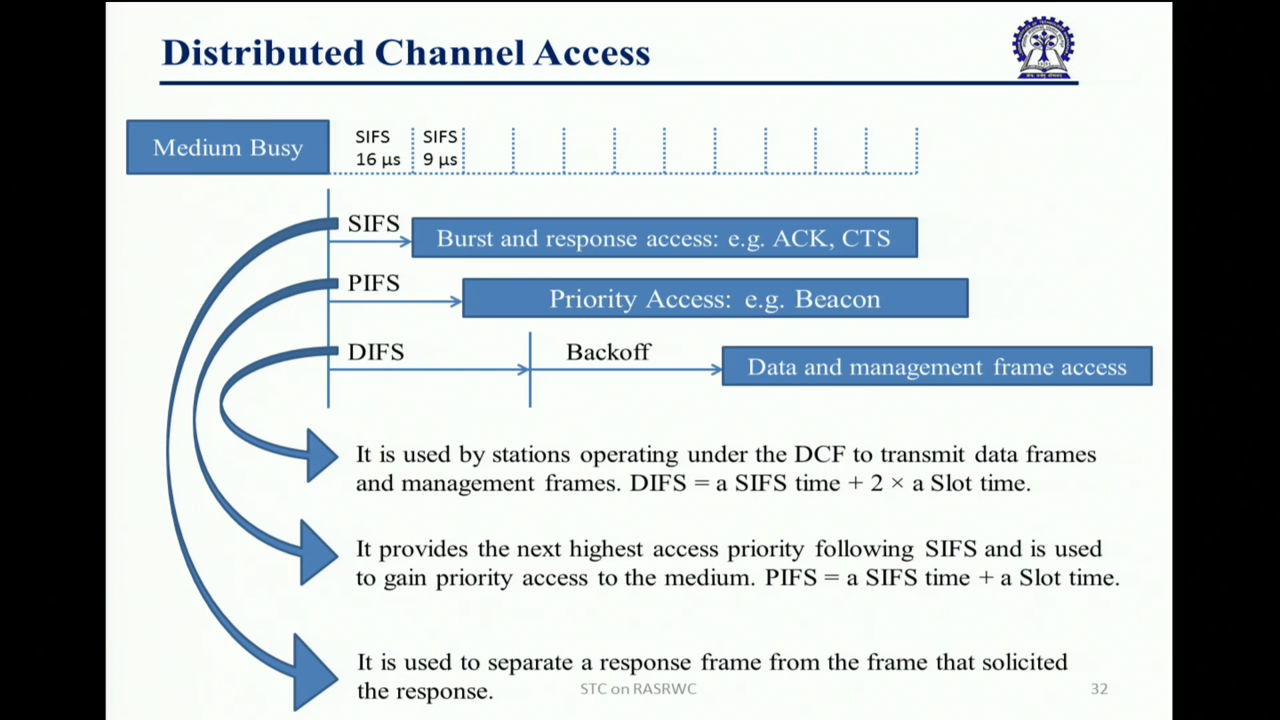 Distributed Channel Access
Medium Busy
SIFS
16 µs
SIFS
9 µs
SIFS
Burst and response access: e.g. ACK, CTS
PIFS
Priority Access: e.g. Beacon
DIFS
Backoff
Data and management frame access
It is used by stations operating under the DCF to transmit data frames
and management frames. DIFS = a SIFS time + 2 × a Slot time.
It provides the next highest access priority following SIFS and is used
to gain priority access to the medium. PIFS = a SIFS time + a Slot time.
It is used to separate a response frame from the frame that solicited
the response.
STC on RASRWC
32